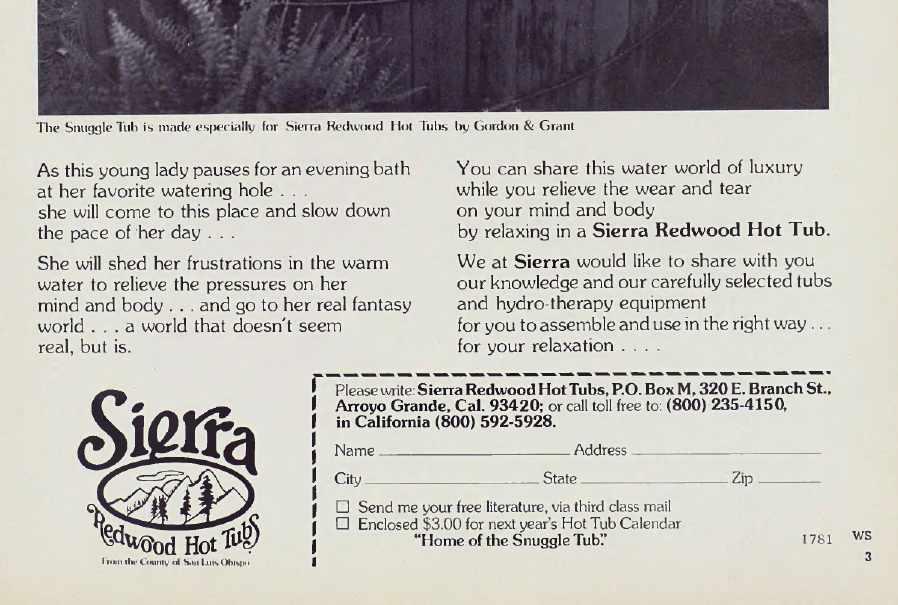 The Snuggle Tub is made especially for Sierra Redwood Hot Tubs by Gordon & Grant
As this young lady pauses for an evening bath
at her favorite watering hole . . .
she will come to this place and slow down
the pace of her day . . .
She will shed her frustrations in the warm
water to relieve the pressures on her
mind and body . . . and go to her real fantasy
world . . . a world that doesn't seem
real, but is.
You can share this water world of luxury
while you relieve the wear and tear
on your mind and body
by relaxing in a Sierra Redwood Hot Tub.
We at Sierra would like to share with you
our knowledge and our carefully selected tubs
and hydro-therapy equipment
for you to assemble and use in the right way . . .
for your relaxation . . . .
Sierra
Redwood Hot Tubs
From the County of San Luis Obispo
Please write: Sierra Redwood Hot Tubs, P.O. Box M, 320 E. Branch St.,
Arroyo Grande, Cal. 93420; or call toll free to: (800) 235-4150,
in California (800) 592-5928.
Name Address
City State Zip
☐ Send me your free literature, via third class mail
☐ Enclosed $3.00 for next year's Hot Tub Calendar
"Home of the Snuggle Tub."
1781 WS
3